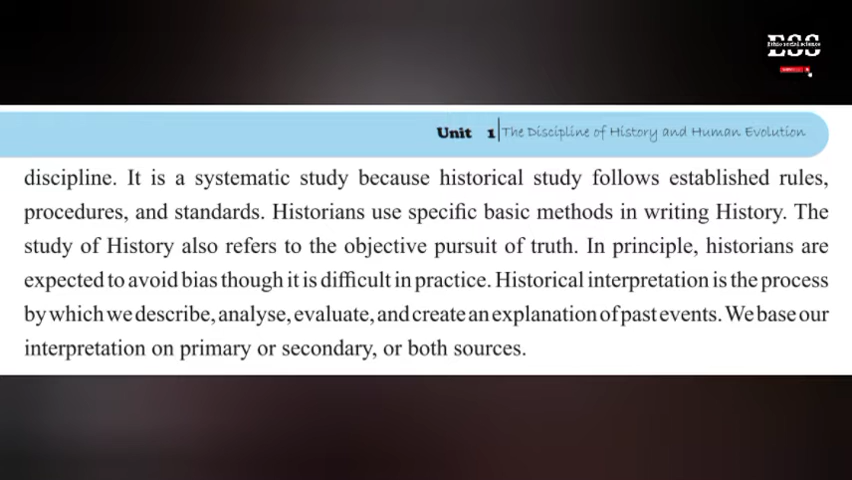 ESS
Unit 1 The Discipline of History and Human Evolution
discipline. It is a systematic study because historical study follows established rules,
procedures, and standards. Historians use specific basic methods in writing History. The
study of History also refers to the objective pursuit of truth. In principle, historians are
expected to avoid bias though it is difficult in practice. Historical interpretation is the process
by which we describe, analyse, evaluate, and create an explanation of past events. We base our
interpretation on primary or secondary, or both sources.